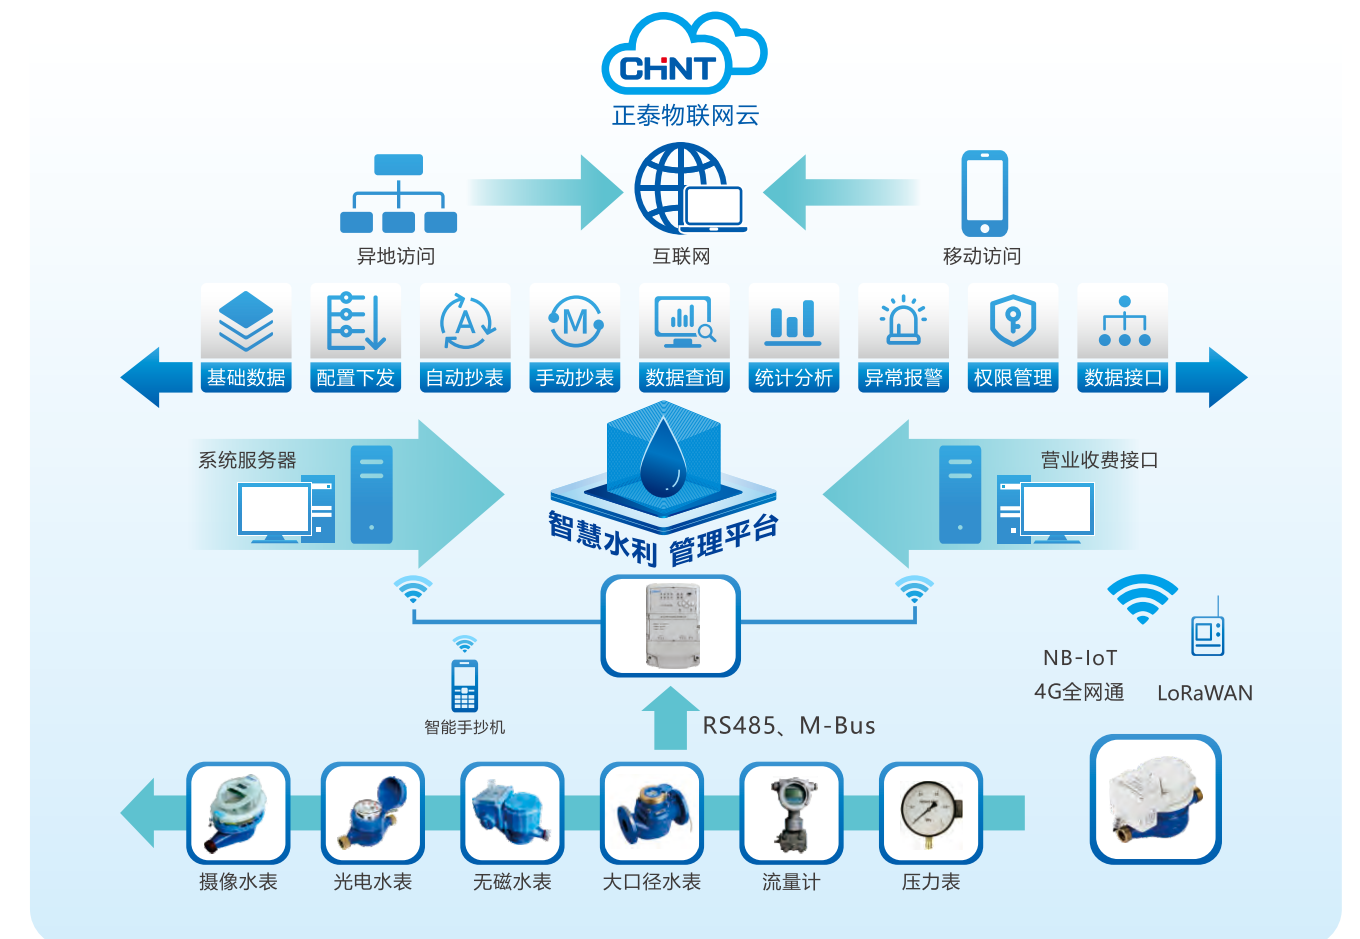 CHINT
正泰物联网云
异地访问
互联网
移动访问
A
M
基础数据
配置下发
自动抄表
手动抄表
数据查询
统计分析
异常报警
权限管理
数据接口
系统服务器
营业收费接口
智慧水利 管理平台
NB-IoT
4G全网通
LoRaWAN
智能手抄机
RS485、M-Bus
摄像水表
光电水表
无磁水表
大口径水表
流量计
压力表